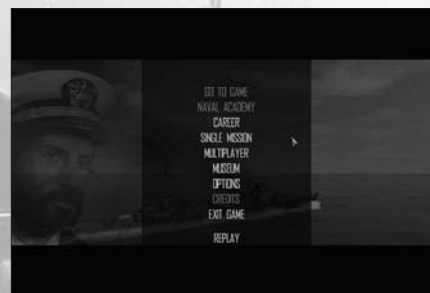 GO TO GAME
NAVAL ACADEMY
CAREER
SINGLE MISSION
MULTIPLAYER
MUSEUM
OPTIONS
CREDITS
EXIT GAME
REPLAY